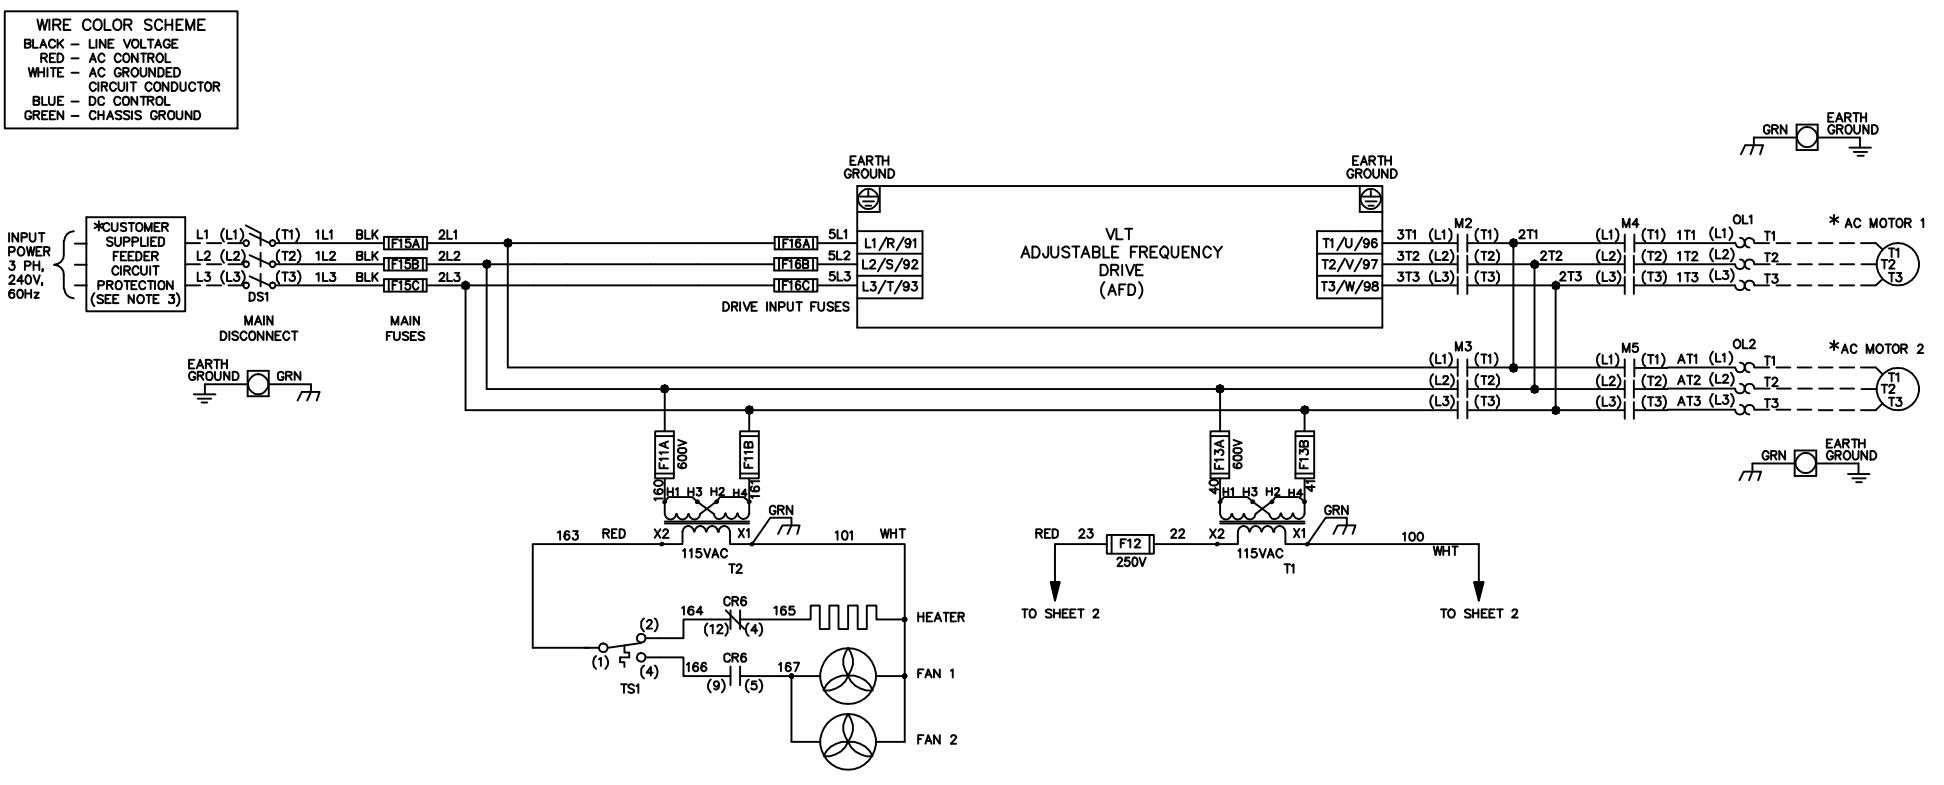 WIRE COLOR SCHEME
BLACK – LINE VOLTAGE
RED – AC CONTROL
WHITE – AC GROUNDED
CIRCUIT CONDUCTOR
BLUE – DC CONTROL
GREEN – CHASSIS GROUND
GRN
EARTH
GROUND
EARTH
GROUND
EARTH
GROUND
INPUT
POWER
3 PH,
240V,
60Hz
*CUSTOMER
SUPPLIED
FEEDER
CIRCUIT
PROTECTION
(SEE NOTE 3)
L1 (L1) (T1) 1L1 BLK F15A 2L1
L2 (L2) (T2) 1L2 BLK F15B 2L2
L3 (L3) (T3) 1L3 BLK F15C 2L3
DS1
MAIN
DISCONNECT
MAIN
FUSES
F16A 5L1 L1/R/91
F16B 5L2 L2/S/92
F16C 5L3 L3/T/93
DRIVE INPUT FUSES
VLT
ADJUSTABLE FREQUENCY
DRIVE
(AFD)
M2 M4 OL1 * AC MOTOR 1
T1/U/96 3T1 (L1) (T1) 2T1 (L1) (T1) 1T1 (L1) T1
T2/V/97 3T2 (L2) (T2) 2T2 (L2) (T2) 1T2 (L2) T2
T3/W/98 3T3 (L3) (T3) 2T3 (L3) (T3) 1T3 (L3) T3
T1
T2
T3
EARTH
GROUND
GRN
M3 M5 OL2 *AC MOTOR 2
(L1) (T1) (L1) (T1) AT1 (L1) T1
(L2) (T2) (L2) (T2) AT2 (L2) T2
(L3) (T3) (L3) (T3) AT3 (L3) T3
T1
T2
T3
GRN
EARTH
GROUND
F11A
600V
F11B
160
161
H1 H3 H2 H4
GRN
163 RED X2 X1 101 WHT
115VAC
T2
F13A
600V
F13B
40
41
H1 H3 H2 H4
GRN
RED 23 F12 22 X2 X1 100
WHT
250V
115VAC
T1
TO SHEET 2
TO SHEET 2
CR6
164 165
(12) (4)
HEATER
(2)
(1)
(4)
TS1
CR6
166 167
(9) (5)
FAN 1
FAN 2